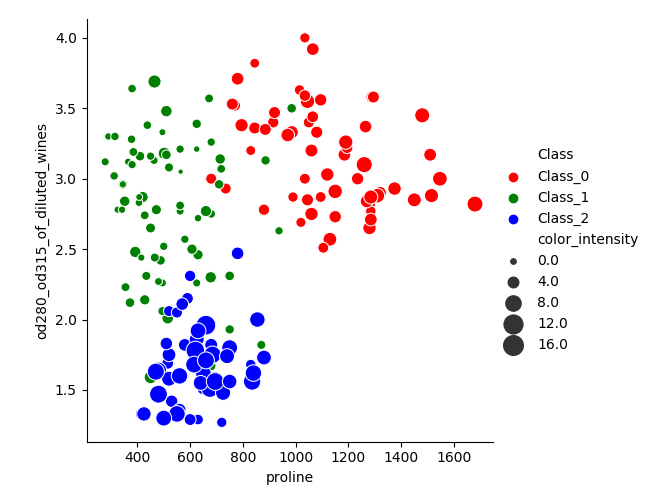 4.0
3.5
3.0
2.5
2.0
1.5
od280_od315_of_diluted_wines
400 600 800 1000 1200 1400 1600
proline
Class
Class_0
Class_1
Class_2
color_intensity
0.0
4.0
8.0
12.0
16.0